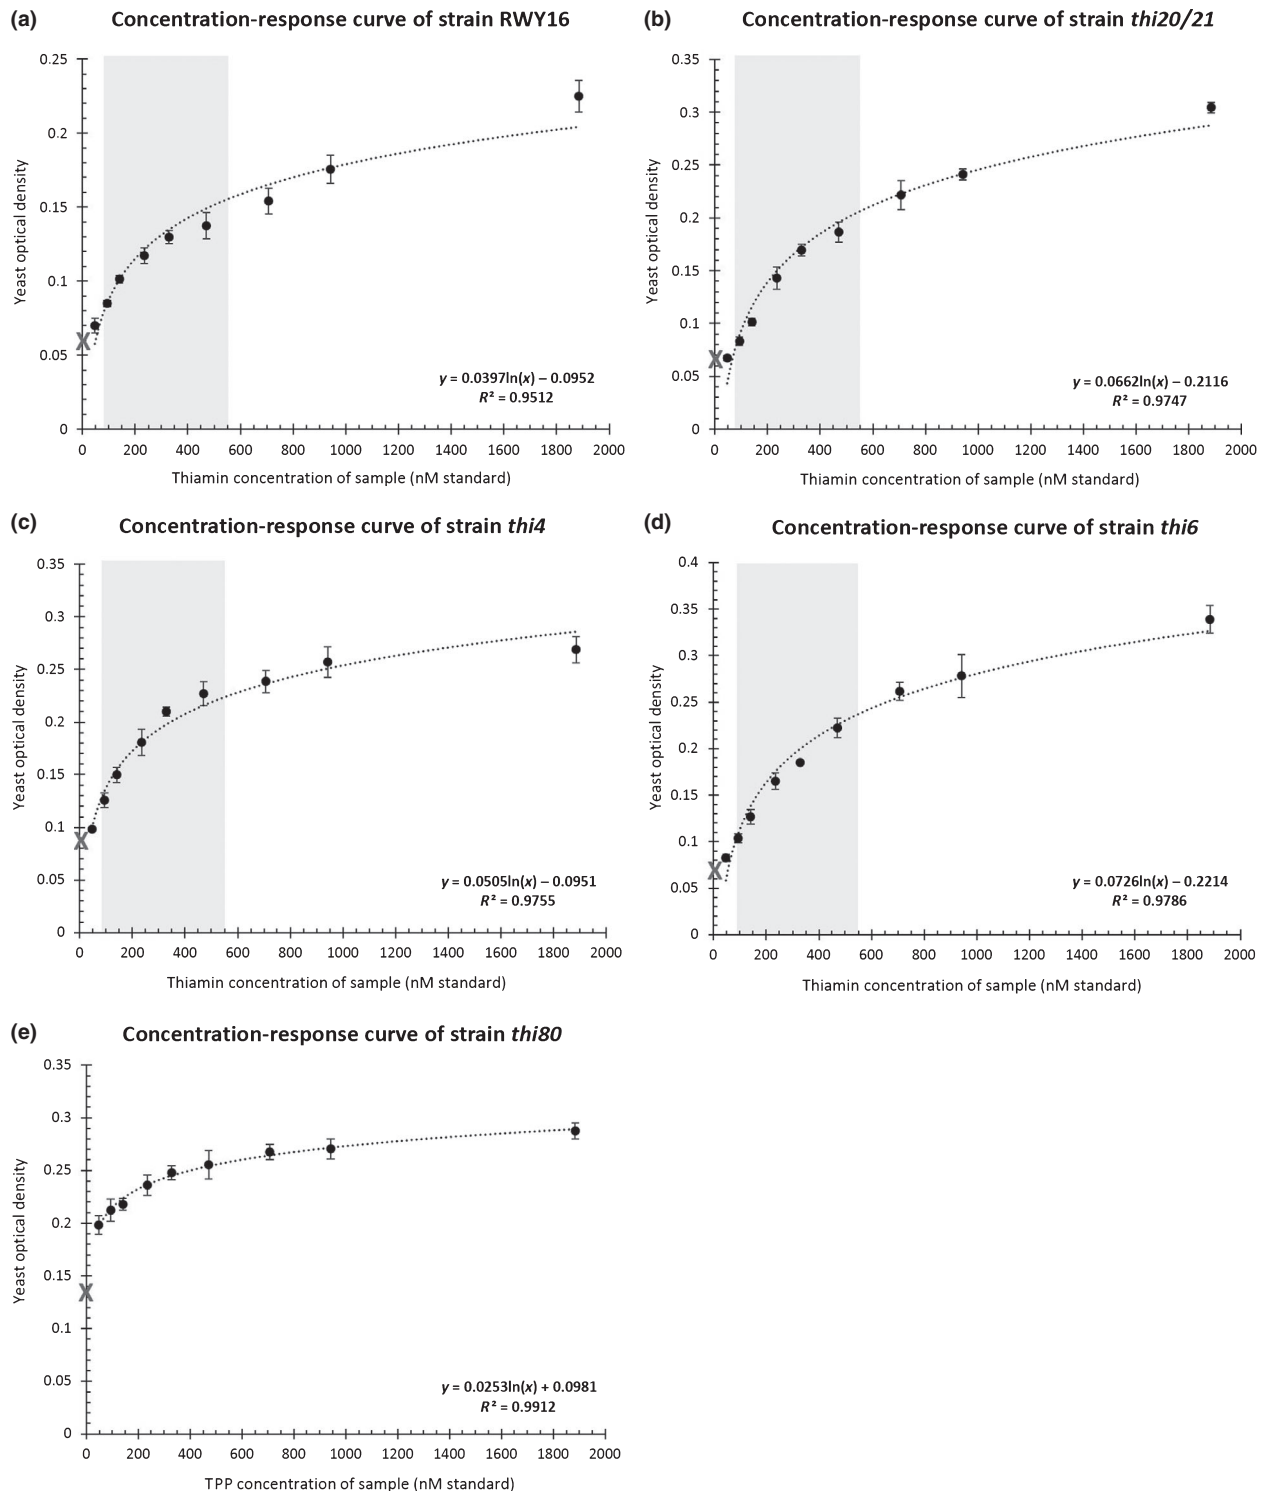 (a)
Concentration-response curve of strain RWY16
0.25
0.2
0.15
0.1
0.05
0
Yeast optical density
X
y = 0.0397ln(x) – 0.0952
R² = 0.9512
0 200 400 600 800 1000 1200 1400 1600 1800 2000
Thiamin concentration of sample (nM standard)
(b)
Concentration-response curve of strain thi20/21
0.35
0.3
0.25
0.2
0.15
0.1
0.05
0
Yeast optical density
X
y = 0.0662ln(x) – 0.2116
R² = 0.9747
0 200 400 600 800 1000 1200 1400 1600 1800 2000
Thiamin concentration of sample (nM standard)
(c)
Concentration-response curve of strain thi4
0.35
0.3
0.25
0.2
0.15
0.1
0.05
0
Yeast optical density
X
y = 0.0505ln(x) – 0.0951
R² = 0.9755
0 200 400 600 800 1000 1200 1400 1600 1800 2000
Thiamin concentration of sample (nM standard)
(d)
Concentration-response curve of strain thi6
0.4
0.35
0.3
0.25
0.2
0.15
0.1
0.05
0
Yeast optical density
X
y = 0.0726ln(x) – 0.2214
R² = 0.9786
0 200 400 600 800 1000 1200 1400 1600 1800 2000
Thiamin concentration of sample (nM standard)
(e)
Concentration-response curve of strain thi80
0.35
0.3
0.25
0.2
0.15
0.1
0.05
0
Yeast optical density
X
y = 0.0253ln(x) + 0.0981
R² = 0.9912
0 200 400 600 800 1000 1200 1400 1600 1800 2000
TPP concentration of sample (nM standard)